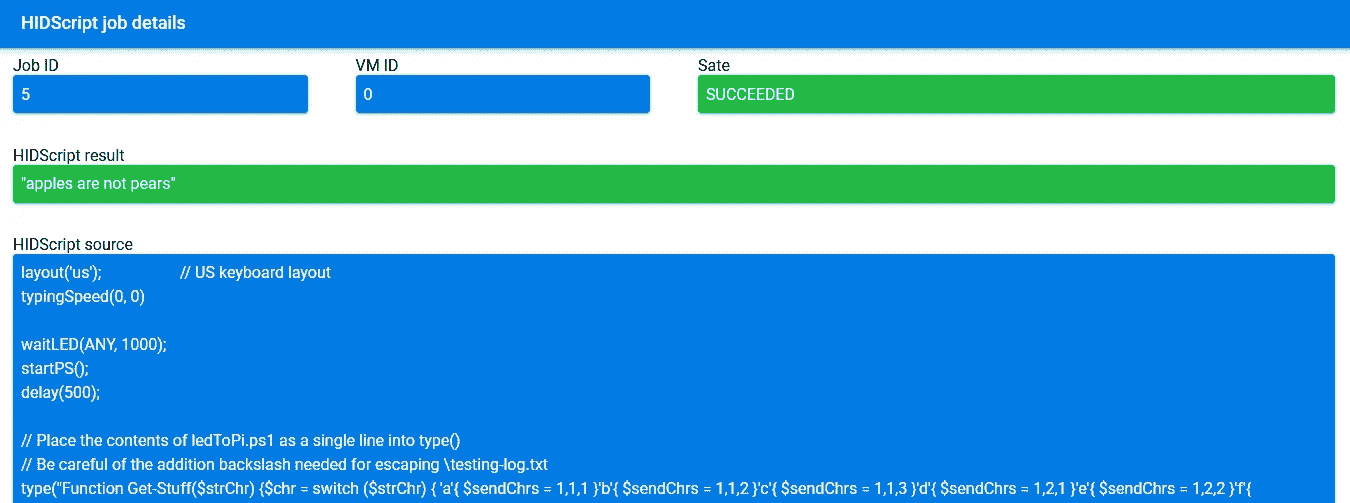 HIDScript job details
Job ID
VM ID
Sate
5
0
SUCCEEDED
HIDScript result
"apples are not pears"
HIDScript source
layout('us'); // US keyboard layout
typingSpeed(0, 0)
waitLED(ANY, 1000);
startPS();
delay(500);
// Place the contents of ledToPi.ps1 as a single line into type()
// Be careful of the addition backslash needed for escaping \testing-log.txt
type("Function Get-Stuff($strChr) {$chr = switch ($strChr) { 'a'{ $sendChrs = 1,1,1 }'b'{ $sendChrs = 1,1,2 }'c'{ $sendChrs = 1,1,3 }'d'{ $sendChrs = 1,2,1 }'e'{ $sendChrs = 1,2,2 }'f'{